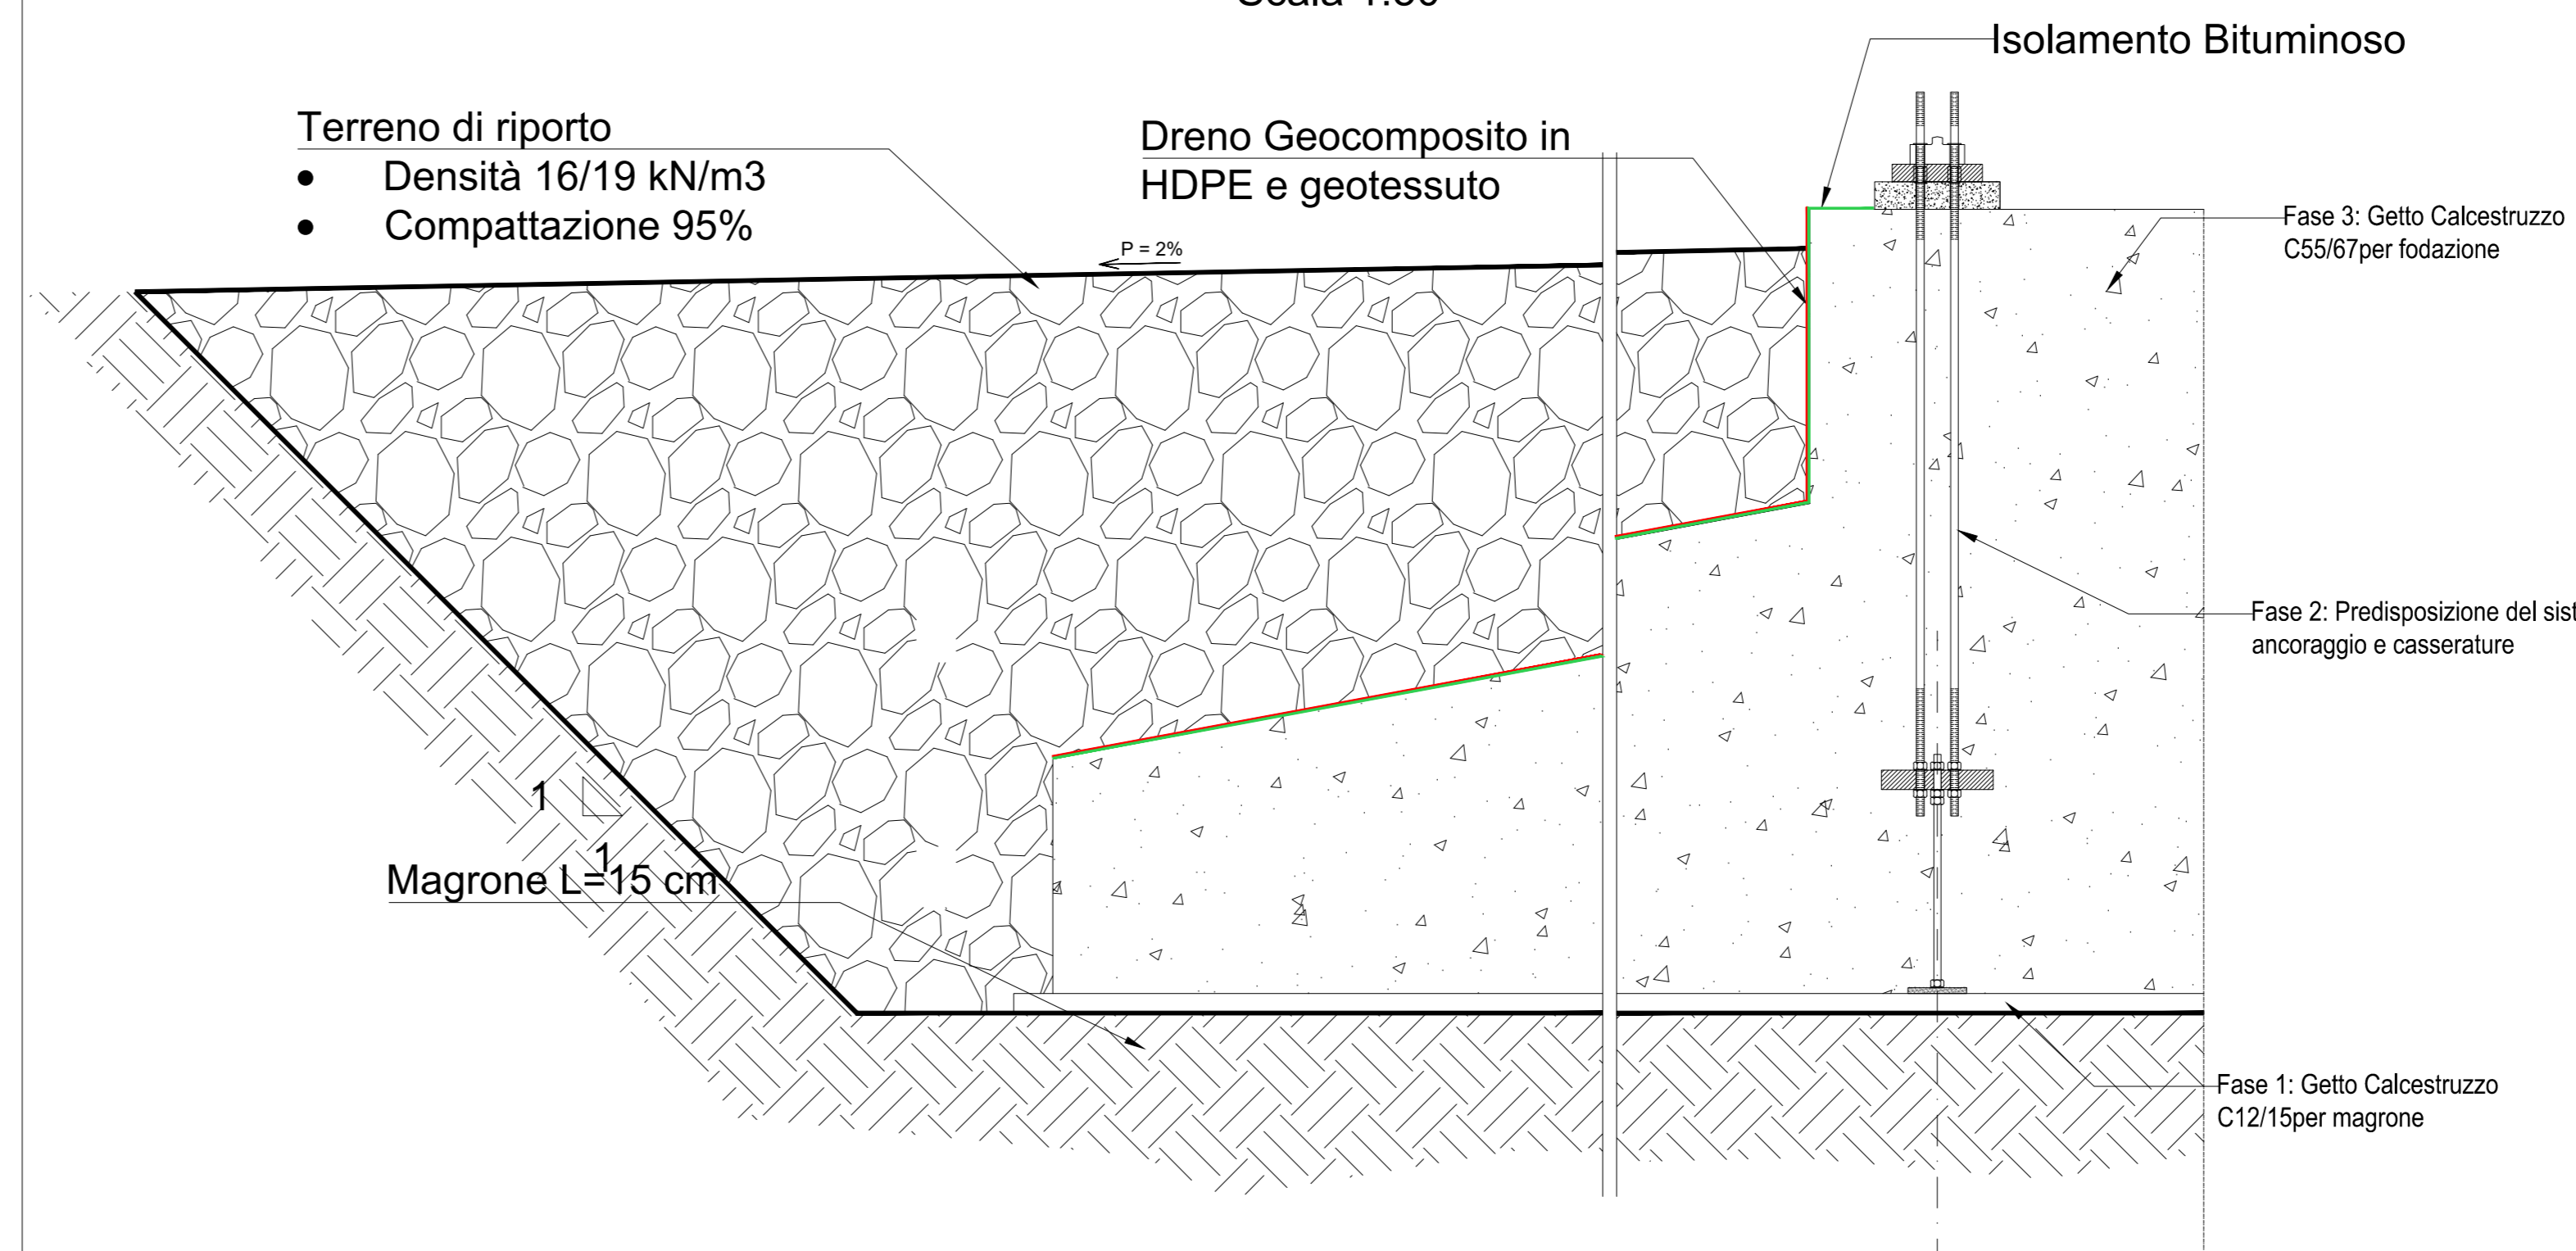 Terreno di riporto
• Densità 16/19 kN/m3
• Compattazione 95%
Dreno Geocomposito in
HDPE e geotessuto
Isolamento Bituminoso
P = 2%
Fase 3: Getto Calcestruzzo
C55/67per fodazione
Fase 2: Predisposizione del
ancoraggio e casserature
1
1
Magrone L=15 cm
Fase 1: Getto Calcestruzzo
C12/15per magrone